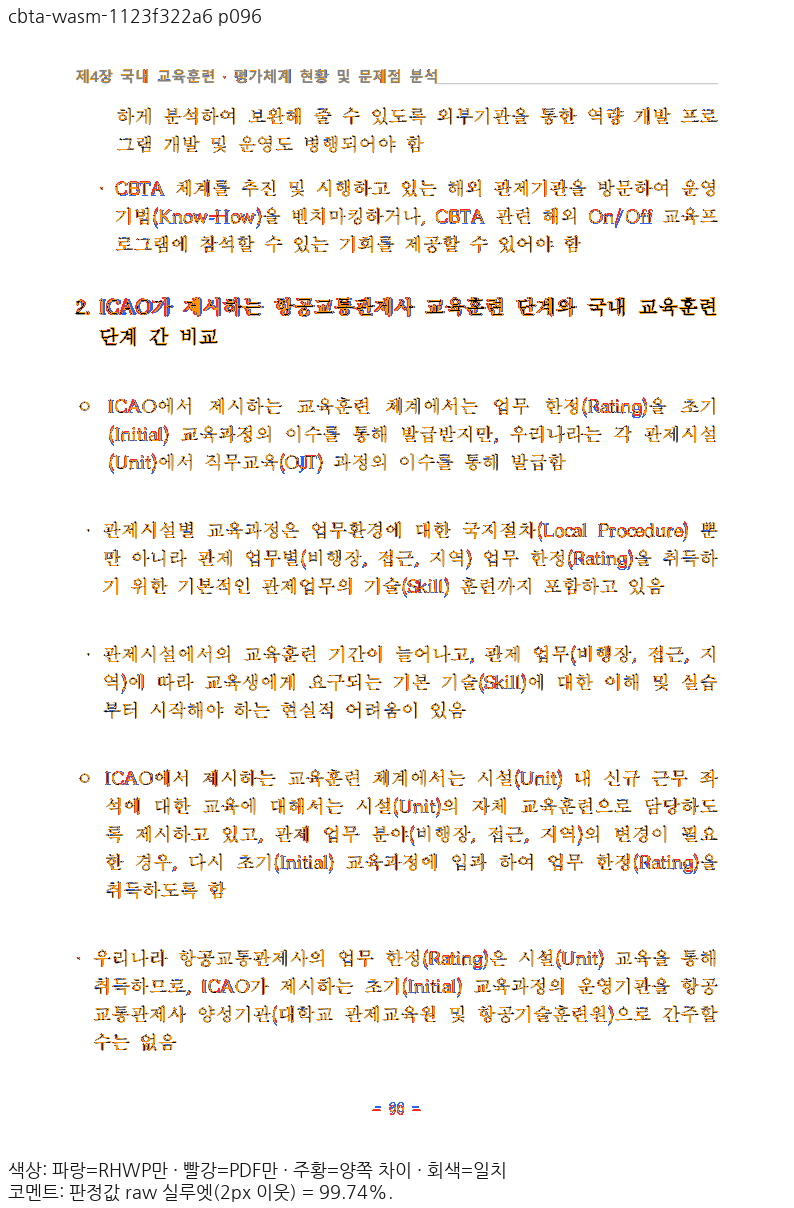 cbta-wasm-1123f322a6 p096
제4장 국내 교육훈련 · 평가체계 현황 및 문제점 분석
하게 분석하여 보완해 줄 수 있도록 외부기관을 통한 역량 개발 프로
그램 개발 및 운영도 병행되어야 함
· CBTA 체계를 추진 및 시행하고 있는 해외 관제기관을 방문하여 운영
기법(Know-How)을 벤치마킹하거나, CBTA 관련 해외 On/Off 교육프
로그램에 참석할 수 있는 기회를 제공할 수 있어야 함
2. ICAO가 제시하는 항공교통관제사 교육훈련 단계와 국내 교육훈련
단계 간 비교
○ ICAO에서 제시하는 교육훈련 체계에서는 업무 한정(Rating)을 초기
(Initial) 교육과정의 이수를 통해 발급받지만, 우리나라는 각 관제시설
(Unit)에서 직무교육(OJT) 과정의 이수를 통해 발급함
· 관제시설별 교육과정은 업무환경에 대한 국지절차(Local Procedure) 뿐
만 아니라 관제 업무별(비행장, 접근, 지역) 업무 한정(Rating)을 취득하
기 위한 기본적인 관제업무의 기술(Skill) 훈련까지 포함하고 있음
· 관제시설에서의 교육훈련 기간이 늘어나고, 관제 업무(비행장, 접근, 지
역)에 따라 교육생에게 요구되는 기본 기술(Skill)에 대한 이해 및 실습
부터 시작해야 하는 현실적 어려움이 있음
○ ICAO에서 제시하는 교육훈련 체계에서는 시설(Unit) 내 신규 근무 좌
석에 대한 교육에 대해서는 시설(Unit)의 자체 교육훈련으로 담당하도
록 제시하고 있고, 관제 업무 분야(비행장, 접근, 지역)의 변경이 필요
한 경우, 다시 초기(Initial) 교육과정에 입과 하여 업무 한정(Rating)을
취득하도록 함
· 우리나라 항공교통관제사의 업무 한정(Rating)은 시설(Unit) 교육을 통해
취득하므로, ICAO가 제시하는 초기(Initial) 교육과정의 운영기관을 항공
교통관제사 양성기관(대학교 관제교육원 및 항공기술훈련원)으로 간주할
수는 없음
색상: 파랑=RHWP만 · 빨강=PDF만 · 주황=양쪽 차이 · 회색=일치
코멘트: 판정값 raw 실루엣(2px 이웃) = 99.74%.